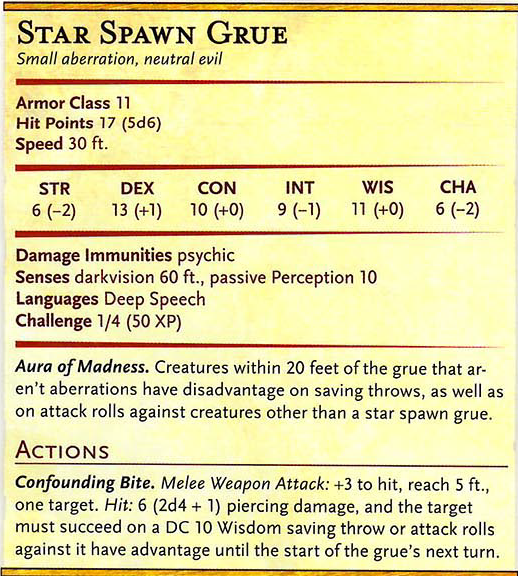 STAR SPAWN GRUE
Small aberration, neutral evil
Armor Class 11
Hit Points 17 (5d6)
Speed 30 ft.
STR DEX CON INT WIS CHA
6 (–2) 13 (+1) 10 (+0) 9 (–1) 11 (+0) 6 (–2)
Damage Immunities psychic
Senses darkvision 60 ft., passive Perception 10
Languages Deep Speech
Challenge 1/4 (50 XP)
Aura of Madness. Creatures within 20 feet of the grue that ar-
en't aberrations have disadvantage on saving throws, as well as
on attack rolls against creatures other than a star spawn grue.
ACTIONS
Confounding Bite. Melee Weapon Attack: +3 to hit, reach 5 ft.,
one target. Hit: 6 (2d4 + 1) piercing damage, and the target
must succeed on a DC 10 Wisdom saving throw or attack rolls
against it have advantage until the start of the grue's next turn.